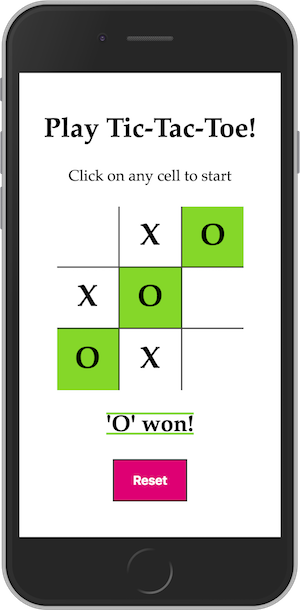 Play Tic-Tac-Toe!
Click on any cell to start
X O
X O
O X
'O' won!
Reset